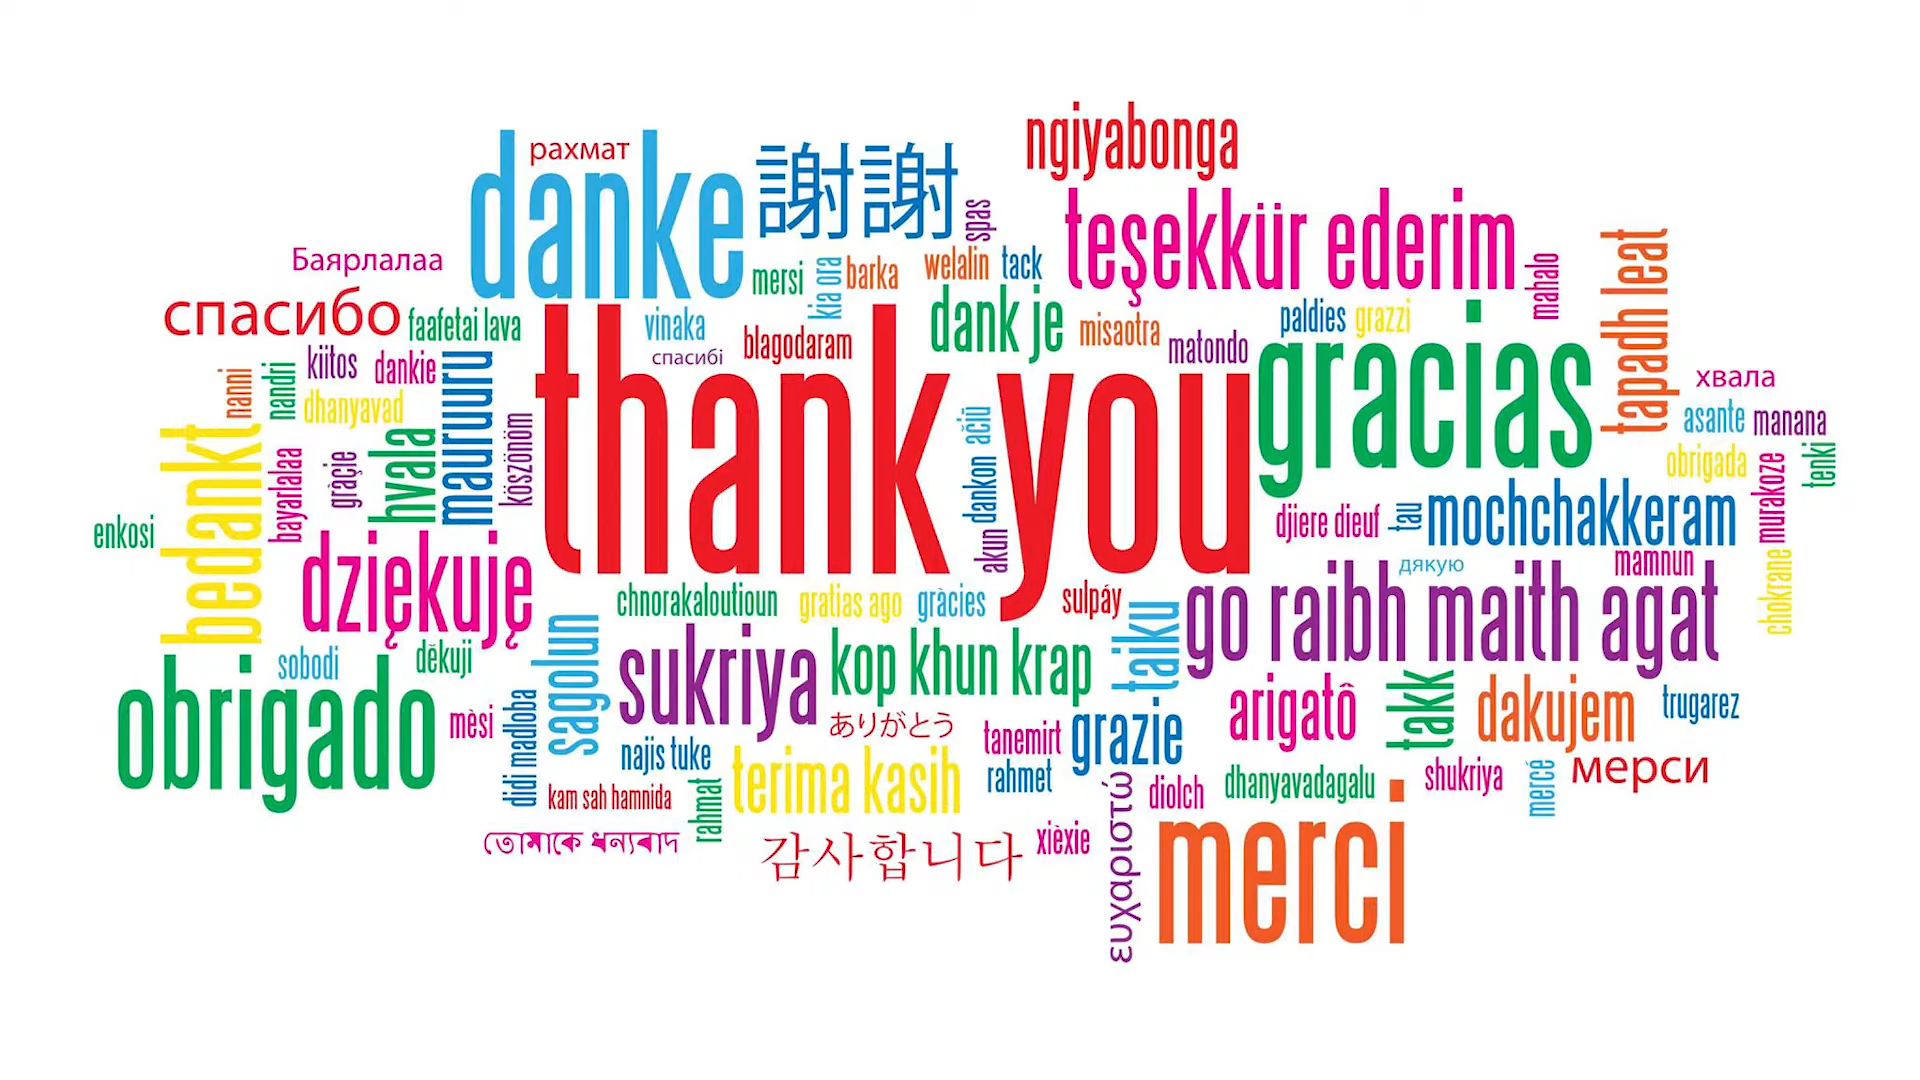 ngiyabonga
danke
рахмат
謝謝
spas
teşekkür ederim
mahalo
tapadh leat
Баярлалаа
mersi
kia ora
barka
welalin
tack
спасибо
faafetai lava
vinaka
спасибі
blagodaram
dank je
misaotra
matondo
paldies
grazzi
gracias
nanni
nandri
kiitos
dankie
dhanyavad
mauruuru
thank you
хвала
asante
manana
obrigada
tenki
bedankt
bayarlalaa
gràçie
hvala
köszönöm
ačiū
dankon
akun
djiere dieuf
tau
mochchakkeram
murakoze
enkosi
dziękuję
дякую
mamnun
chokrane
chnorakaloutioun
gratias ago
gràcies
sulpáy
taiku
go raibh maith agat
sobodi
děkuji
sagolun
sukriya
kop khun krap
obrigado
mèsi
didi madloba
najis tuke
ありがとう
tanemirt
grazie
arigatô
takk
dakujem
trugarez
kam sah hamnida
rahmat
terima kasih
rahmet
ευχαριστώ
diolch
dhanyavadagalu
shukriya
mercé
мерси
তোমাকে ধন্যবাদ
감사합니다
xièxie
merci